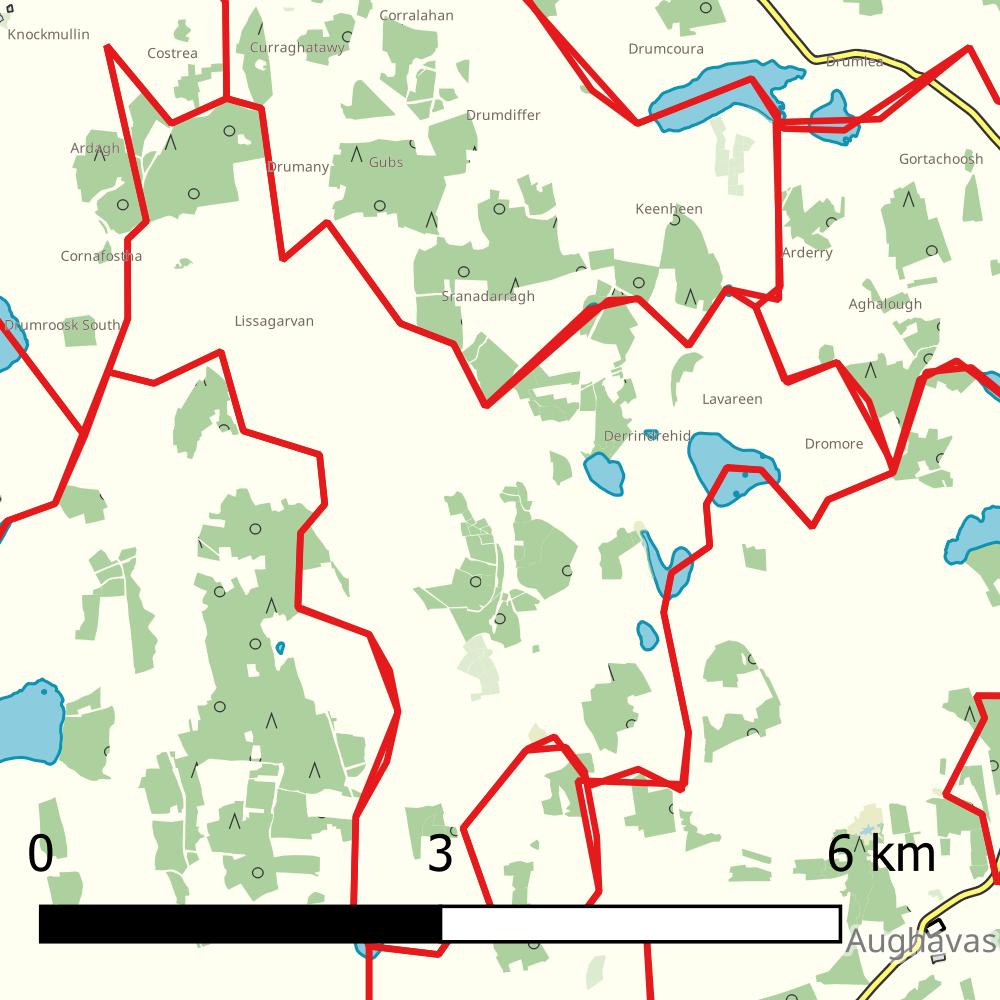 Corralahan
Knockmullin
Costrea
Curraghatawy
Drumcoura
Drumlea
Drumdiffer
Ardagh
Drumany
Gubs
Gortachoosh
Keenheen
Cornafostha
Arderry
Sranadarragh
Aghalough
Drumroosk South
Lissagarvan
Lavareen
Derrindrehid
Dromore
0
3
6 km
Aughavas